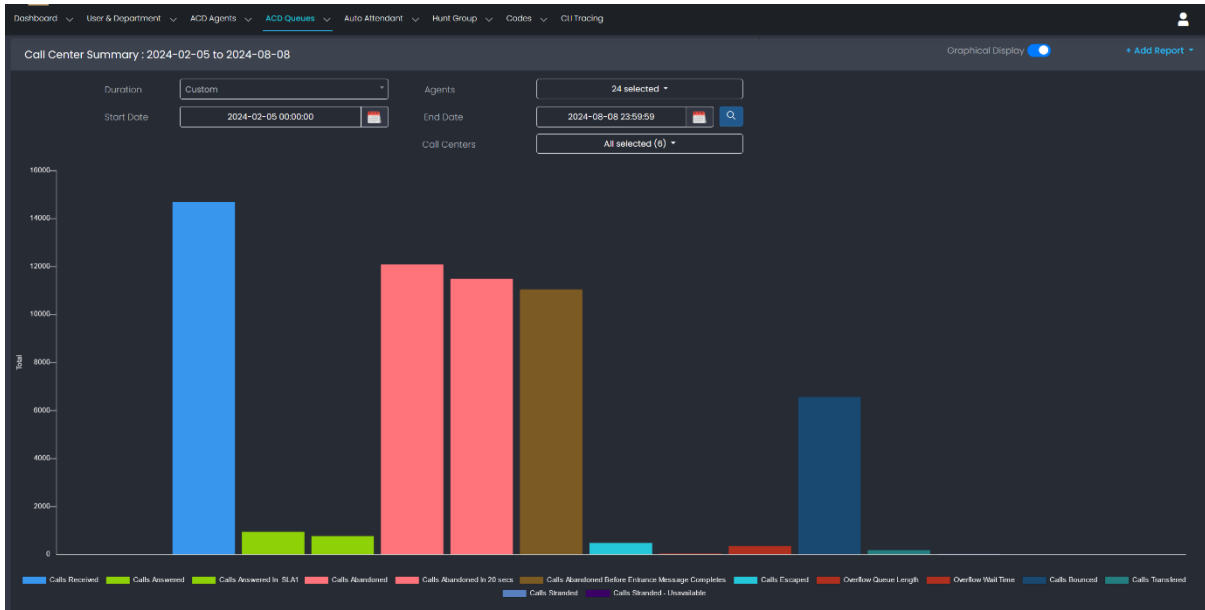 Dashboard User & Department ACD Agents ACD Queues Auto Attendant Hunt Group Codes CLI Tracing
Call Center Summary : 2024-02-05 to 2024-08-08 Graphical Display + Add Report
Duration Custom Agents 24 selected
Start Date 2024-02-05 00:00:00 End Date 2024-08-08 23:59:59
Call Centers All selected (6)
16000
14000
12000
10000
8000
6000
4000
2000
0
Total
Calls Received Calls Answered Calls Answered In SLA1 Calls Abandoned Calls Abandoned In 20 secs Calls Abandoned Before Entrance Message Completes Calls Escaped Overflow Queue Length Overflow Wait Time Calls Bounced Calls Transfered
Calls Stranded Calls Stranded - Unavailable